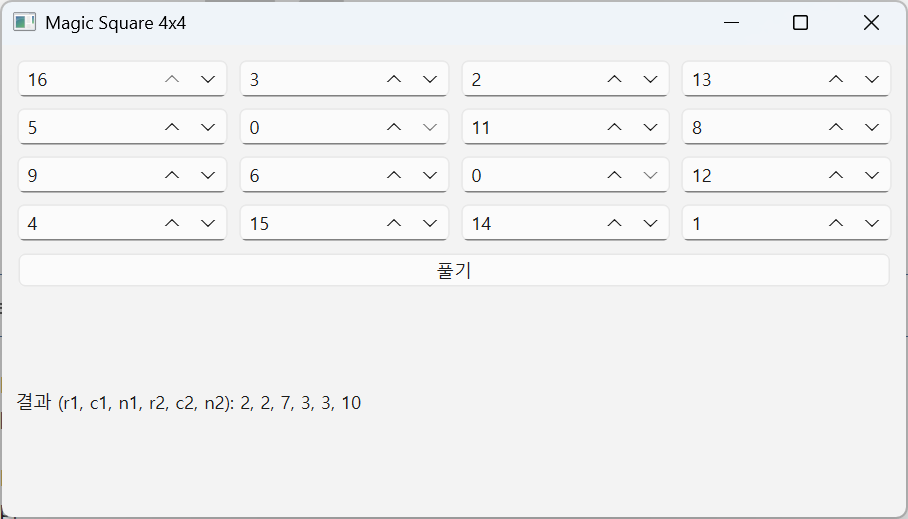 Magic Square 4x4
16 3 2 13
5 0 11 8
9 6 0 12
4 15 14 1
풀기
결과 (r1, c1, n1, r2, c2, n2): 2, 2, 7, 3, 3, 10